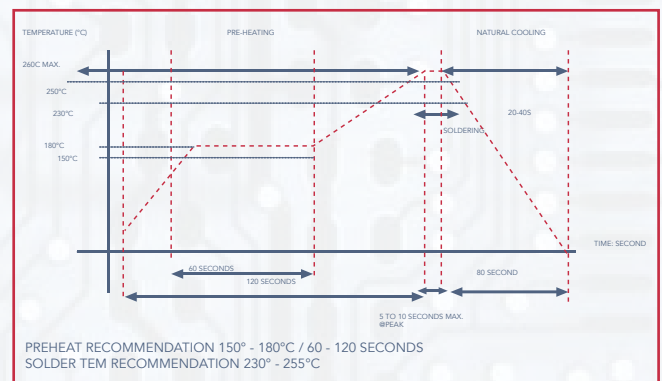 TEMPERATURE (°C)
PRE-HEATING
NATURAL COOLING
260C MAX.
250°C
230°C
20-40S
SOLDERING
180°C
150°C
TIME: SECOND
60 SECONDS
80 SECOND
120 SECONDS
5 TO 10 SECONDS MAX.
@PEAK
PREHEAT RECOMMENDATION 150° - 180°C / 60 - 120 SECONDS
SOLDER TEM RECOMMENDATION 230° - 255°C